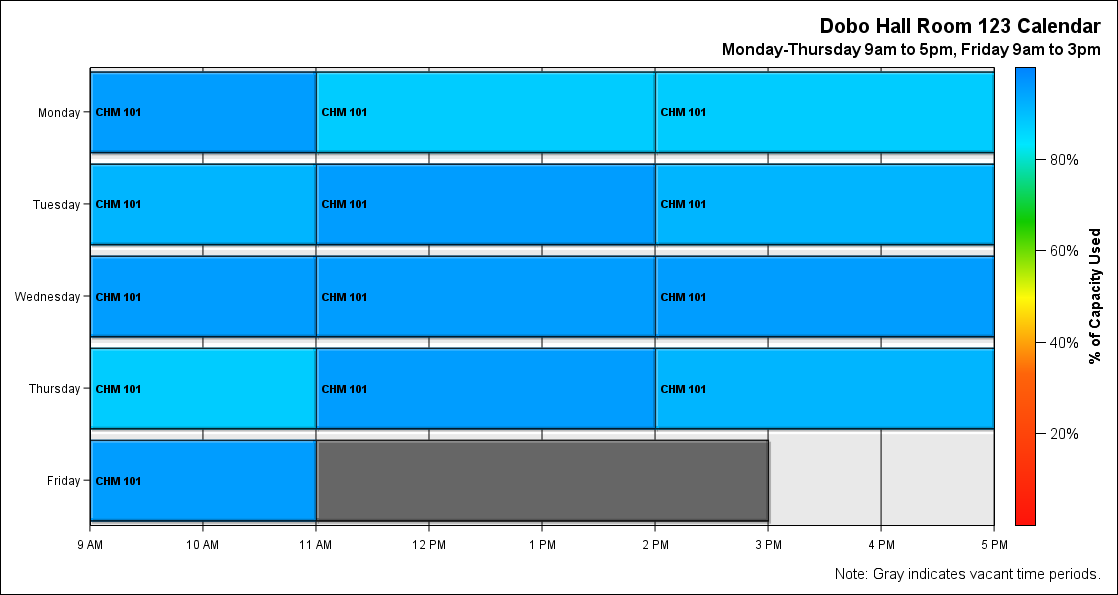 Dobo Hall Room 123 Calendar
Monday-Thursday 9am to 5pm, Friday 9am to 3pm
Monday
CHM 101
CHM 101
CHM 101
Tuesday
CHM 101
CHM 101
CHM 101
Wednesday
CHM 101
CHM 101
CHM 101
Thursday
CHM 101
CHM 101
CHM 101
Friday
CHM 101
9 AM
10 AM
11 AM
12 PM
1 PM
2 PM
3 PM
4 PM
5 PM
80%
60%
40%
20%
% of Capacity Used
Note: Gray indicates vacant time periods.